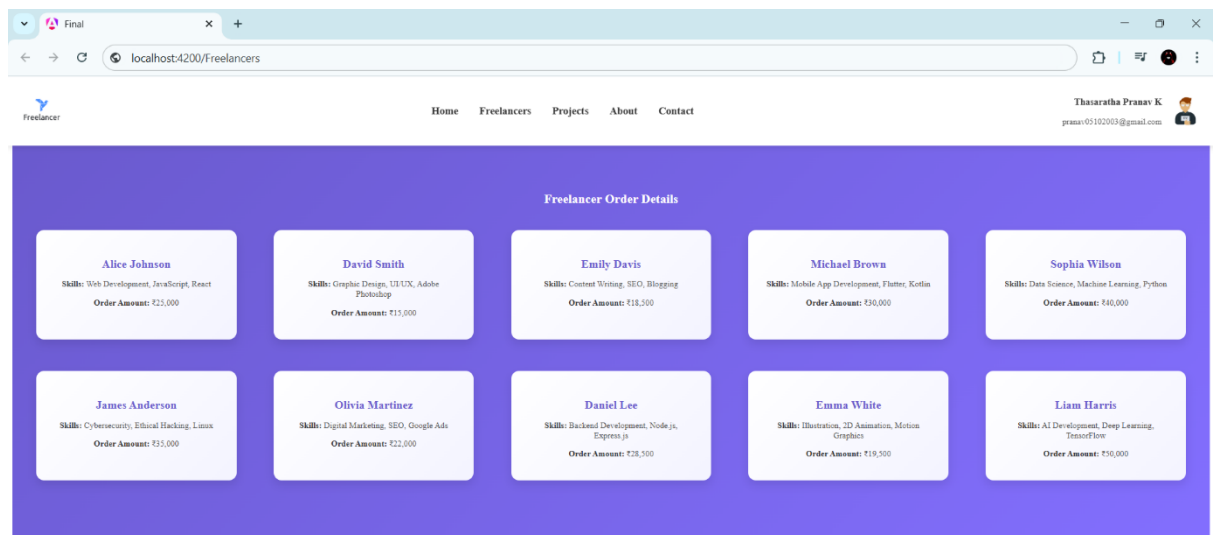 Final
localhost:4200/Freelancers
Freelancer
Home Freelancers Projects About Contact
Thasaratha Pranav K
pranav05102003@gmail.com
Freelancer Order Details
Alice Johnson
Skills: Web Development, JavaScript, React
Order Amount: ₹25,000
David Smith
Skills: Graphic Design, UI/UX, Adobe
Photoshop
Order Amount: ₹15,000
Emily Davis
Skills: Content Writing, SEO, Blogging
Order Amount: ₹18,500
Michael Brown
Skills: Mobile App Development, Flutter, Kotlin
Order Amount: ₹30,000
Sophia Wilson
Skills: Data Science, Machine Learning, Python
Order Amount: ₹40,000
James Anderson
Skills: Cybersecurity, Ethical Hacking, Linux
Order Amount: ₹35,000
Olivia Martinez
Skills: Digital Marketing, SEO, Google Ads
Order Amount: ₹22,000
Daniel Lee
Skills: Backend Development, Node.js,
Express.js
Order Amount: ₹28,500
Emma White
Skills: Illustration, 2D Animation, Motion
Graphics
Order Amount: ₹19,500
Liam Harris
Skills: AI Development, Deep Learning,
TensorFlow
Order Amount: ₹50,000